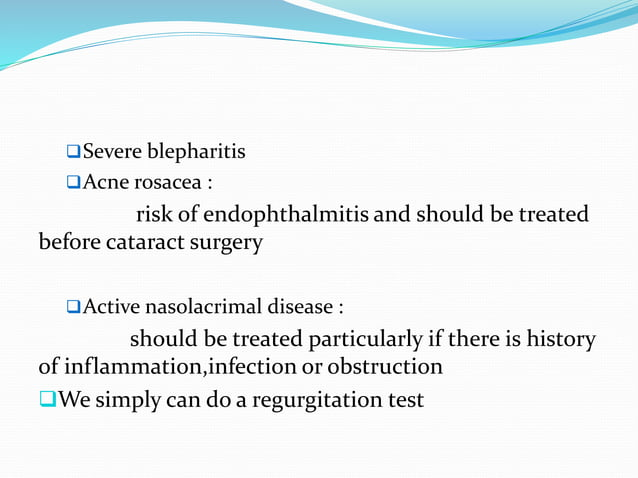 Severe blepharitis
Acne rosacea :
risk of endophthalmitis and should be treated
before cataract surgery
Active nasolacrimal disease :
should be treated particularly if there is history
of inflammation,infection or obstruction
We simply can do a regurgitation test